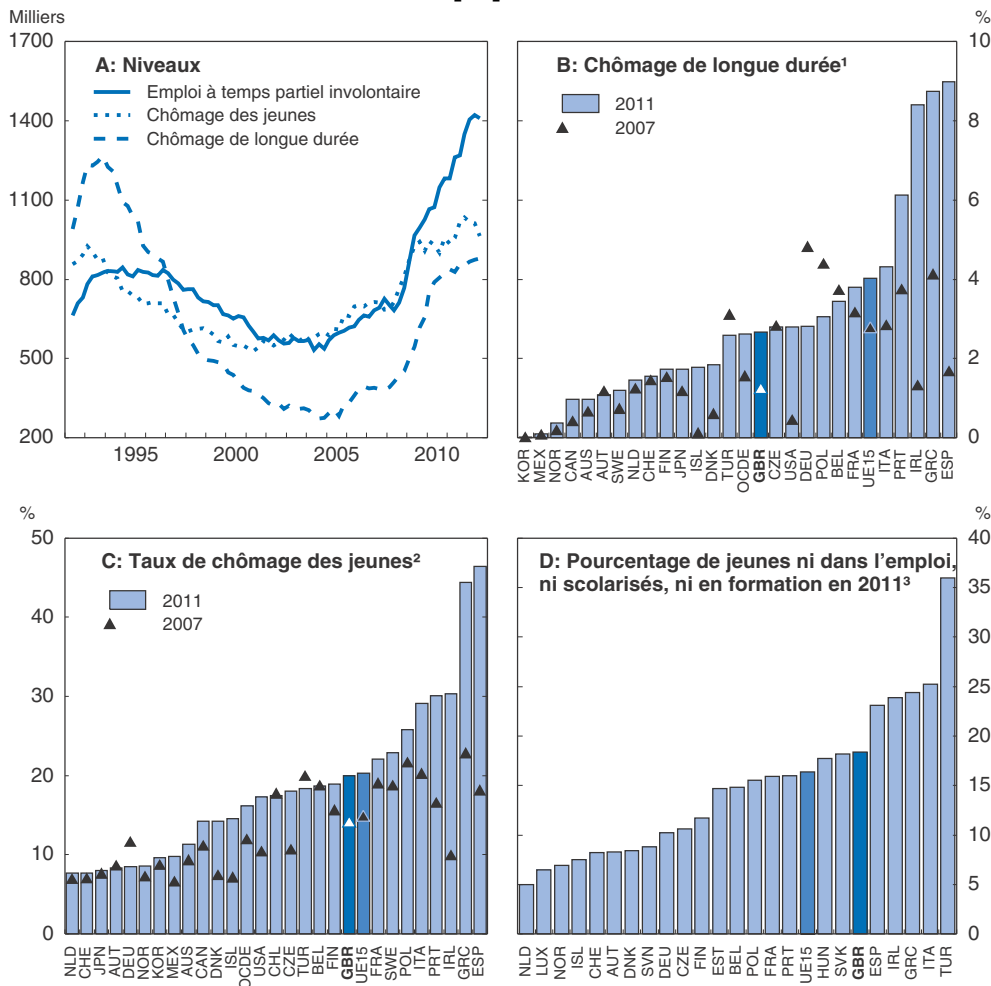 Milliers
1700
1400
1100
800
500
200
A: Niveaux
Emploi à temps partiel involontaire
Chômage des jeunes
Chômage de longue durée
1995
2000
2005
2010
%
10
8
6
4
2
0
B: Chômage de longue durée¹
2011
2007
KOR
MEX
NOR
CAN
AUS
AUT
SWE
NLD
CHE
FIN
JPN
ISL
DNK
TUR
OCDE
GBR
CZE
USA
DEU
POL
BEL
FRA
UE15
ITA
PRT
IRL
GRC
ESP
%
50
40
30
20
10
0
C: Taux de chômage des jeunes²
2011
2007
NLD
CHE
JPN
AUT
DEU
NOR
KOR
MEX
AUS
CAN
DNK
ISL
OCDE
USA
CHL
CZE
TUR
BEL
FIN
GBR
UE15
FRA
SWE
POL
ITA
PRT
IRL
GRC
ESP
%
40
35
30
25
20
15
10
5
0
D: Pourcentage de jeunes ni dans l'emploi,
ni scolarisés, ni en formation en 2011³
NLD
LUX
NOR
ISL
CHE
AUT
DNK
SVN
DEU
CZE
FIN
EST
BEL
POL
FRA
PRT
UE15
HUN
SVK
GBR
ESP
IRL
GRC
ITA
TUR